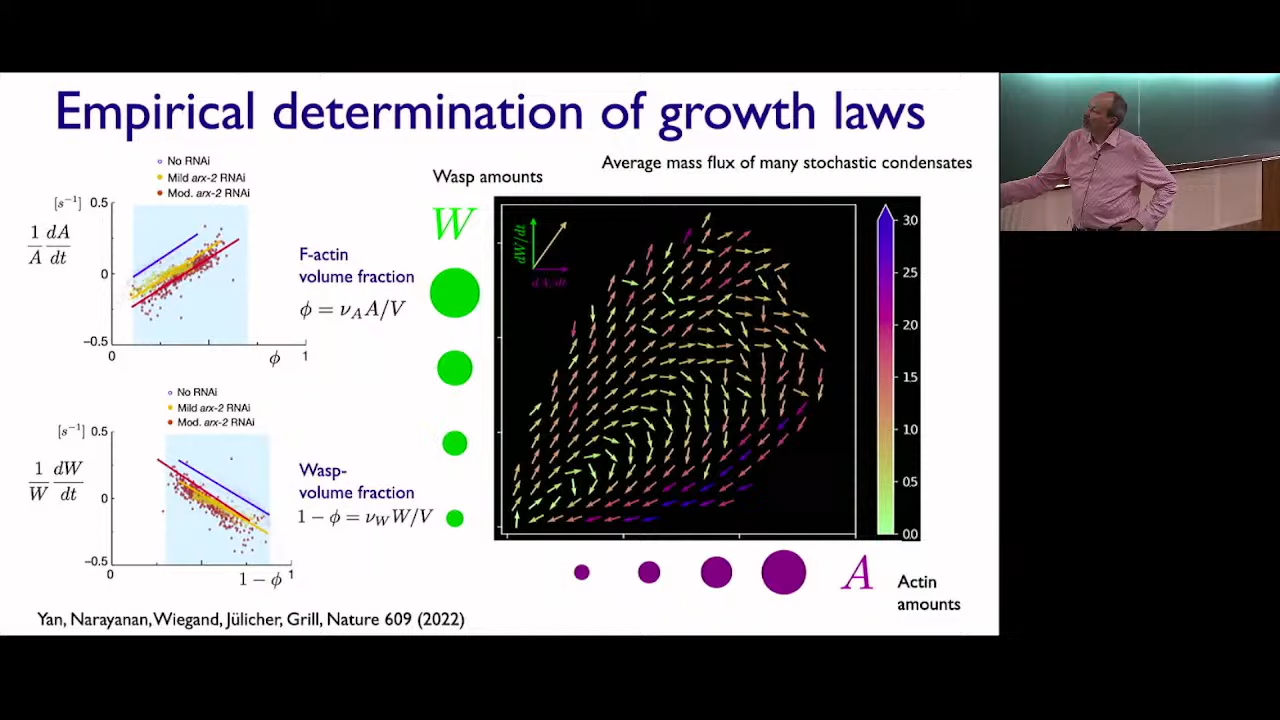 Empirical determination of growth laws
No RNAi
Mild arx-2 RNAi
Mod. arx-2 RNAi
[s⁻¹]
0.5
0
−0.5
1/A dA/dt
0
1
ϕ
F-actin
volume fraction
ϕ = ν_A A/V
No RNAi
Mild arx-2 RNAi
Mod. arx-2 RNAi
[s⁻¹]
0.5
0
−0.5
1/W dW/dt
0
1
1 − ϕ
Wasp-
volume fraction
1 − ϕ = ν_W W/V
Average mass flux of many stochastic condensates
Wasp amounts
W
dW/dt
dA/dt
30
25
20
15
10
05
00
A
Actin
amounts
Yan, Narayanan, Wiegand, Jülicher, Grill, Nature 609 (2022)